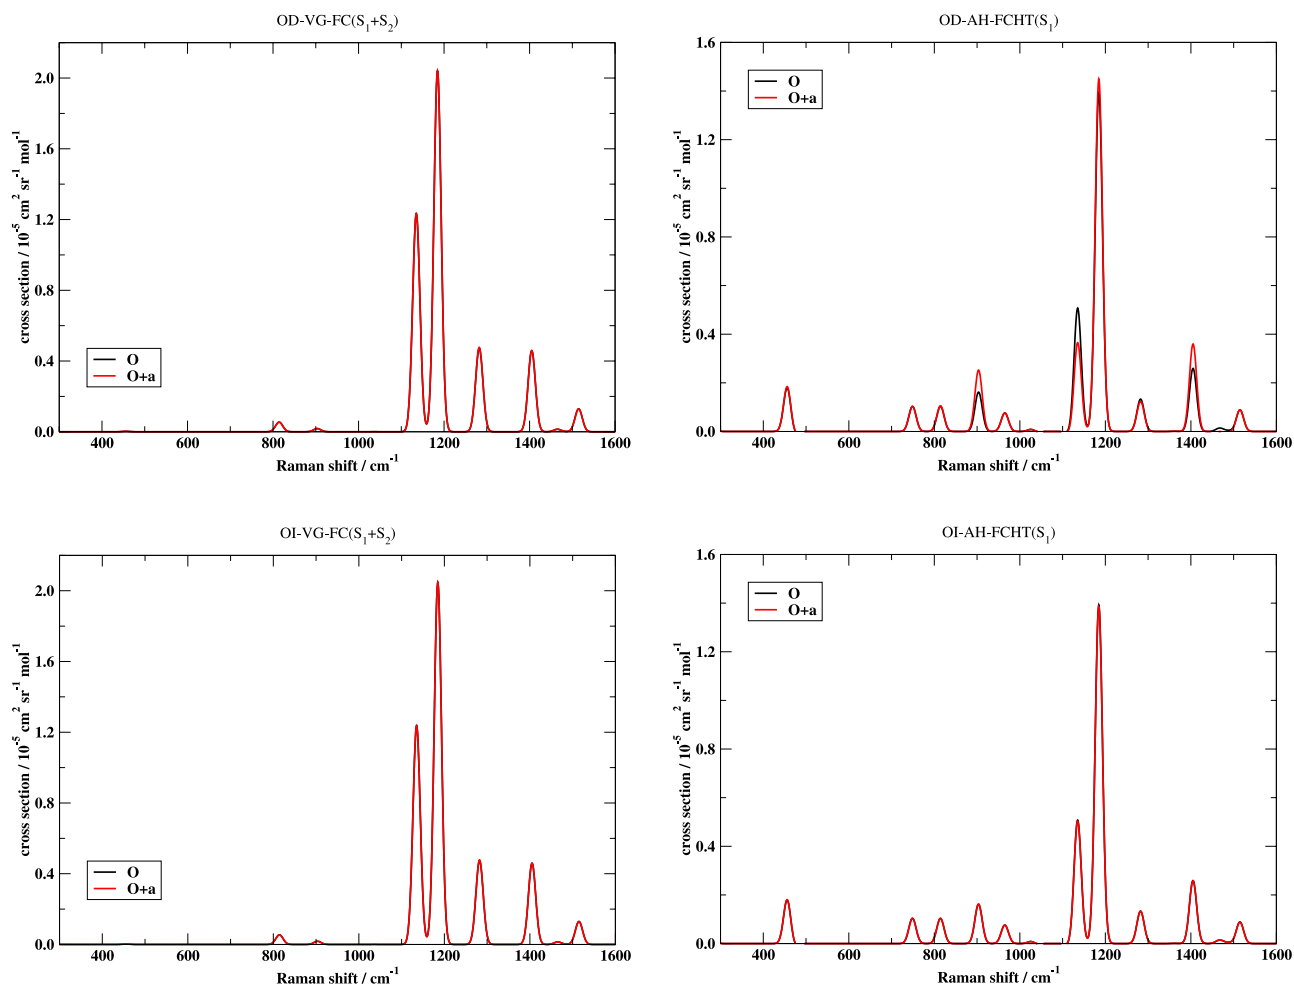 OD-VG-FC(S1+S2)
cross section / 10-5 cm2 sr-1 mol-1
2.0
1.6
1.2
0.8
0.4
0.0
O
O+a
400 600 800 1000 1200 1400 1600
Raman shift / cm-1
OD-AH-FCHT(S1)
cross section / 10-5 cm2 sr-1 mol-1
1.6
1.2
0.8
0.4
0.0
O
O+a
400 600 800 1000 1200 1400 1600
Raman shift / cm-1
OI-VG-FC(S1+S2)
cross section / 10-5 cm2 sr-1 mol-1
2.0
1.6
1.2
0.8
0.4
0.0
O
O+a
400 600 800 1000 1200 1400 1600
Raman shift / cm-1
OI-AH-FCHT(S1)
cross section / 10-5 cm2 sr-1 mol-1
1.6
1.2
0.8
0.4
0.0
O
O+a
400 600 800 1000 1200 1400 1600
Raman shift / cm-1